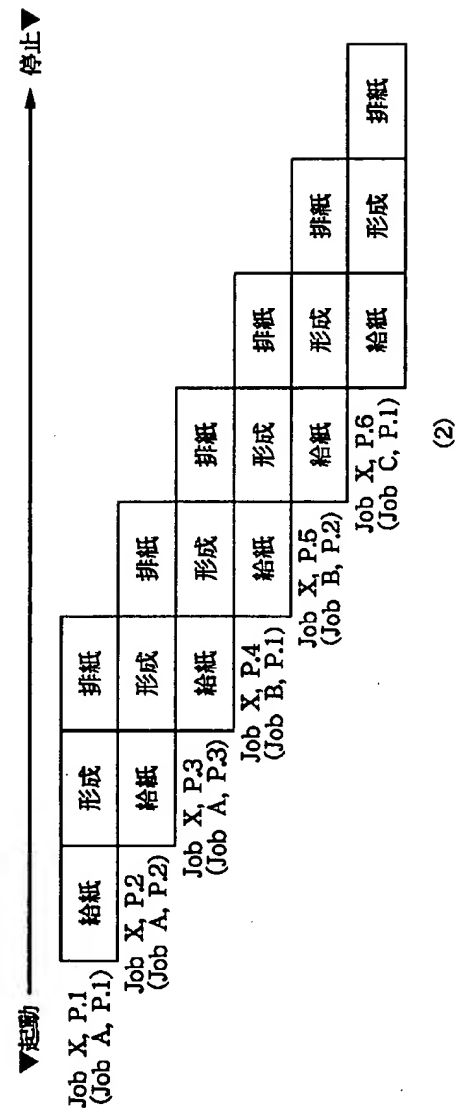 ▼起動 停止▼
Job X, P.1
(Job A, P.1)
給紙 形成 排紙
Job X, P.2
(Job A, P.2)
給紙 形成 排紙
Job X, P.3
(Job A, P.3)
給紙 形成 排紙
Job X, P.4
(Job B, P.1)
給紙 形成 排紙
Job X, P.5
(Job B, P.2)
給紙 形成 排紙
Job X, P.6
(Job C, P.1)
給紙 形成 排紙
(2)